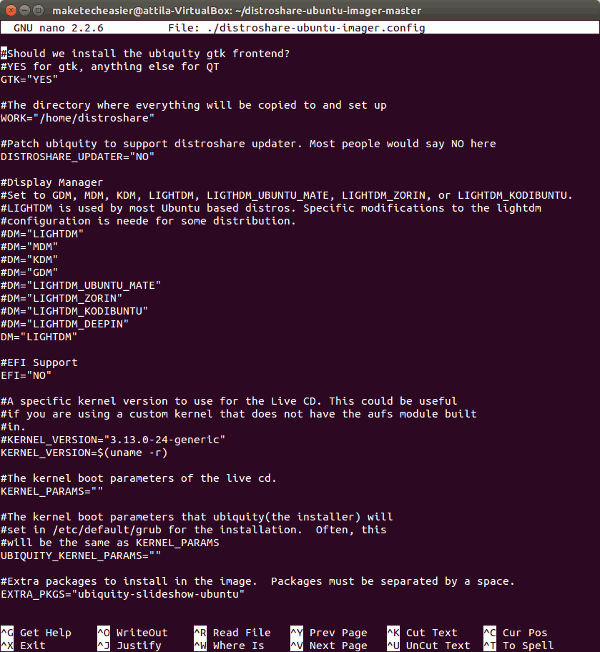 maketecheasier@attila-VirtualBox: ~/distroshare-ubuntu-imager-master
GNU nano 2.2.6 File: ./distroshare-ubuntu-imager.config
#Should we install the ubiquity gtk frontend?
#YES for gtk, anything else for QT
GTK="YES"
#The directory where everything will be copied to and set up
WORK="/home/distroshare"
#Patch ubiquity to support distroshare updater. Most people would say NO here
DISTROSHARE_UPDATER="NO"
#Display Manager
#Set to GDM, MDM, KDM, LIGHTDM, LIGTHDM_UBUNTU_MATE, LIGHTDM_ZORIN, or LIGHTDM_KODIBUNTU.
#LIGHTDM is used by most Ubuntu based distros. Specific modifications to the lightdm
#configuration is neede for some distribution.
#DM="LIGHTDM"
#DM="MDM"
#DM="KDM"
#DM="GDM"
#DM="LIGHTDM_UBUNTU_MATE"
#DM="LIGHTDM_ZORIN"
#DM="LIGHTDM_KODIBUNTU"
#DM="LIGHTDM_DEEPIN"
DM="LIGHTDM"
#EFI Support
EFI="NO"
#A specific kernel version to use for the Live CD. This could be useful
#if you are using a custom kernel that does not have the aufs module built
#in.
#KERNEL_VERSION="3.13.0-24-generic"
KERNEL_VERSION=$(uname -r)
#The kernel boot parameters of the live cd.
KERNEL_PARAMS=""
#The kernel boot parameters that ubiquity(the installer) will
#set in /etc/default/grub for the installation.  Often, this
#will be the same as KERNEL_PARAMS
UBIQUITY_KERNEL_PARAMS=""
#Extra packages to install in the image.  Packages must be separated by a space.
EXTRA_PKGS="ubiquity-slideshow-ubuntu"
^G Get Help ^O WriteOut ^R Read File ^Y Prev Page ^K Cut Text ^C Cur Pos
^X Exit ^J Justify ^W Where Is ^V Next Page ^U UnCut Text ^T To Spell